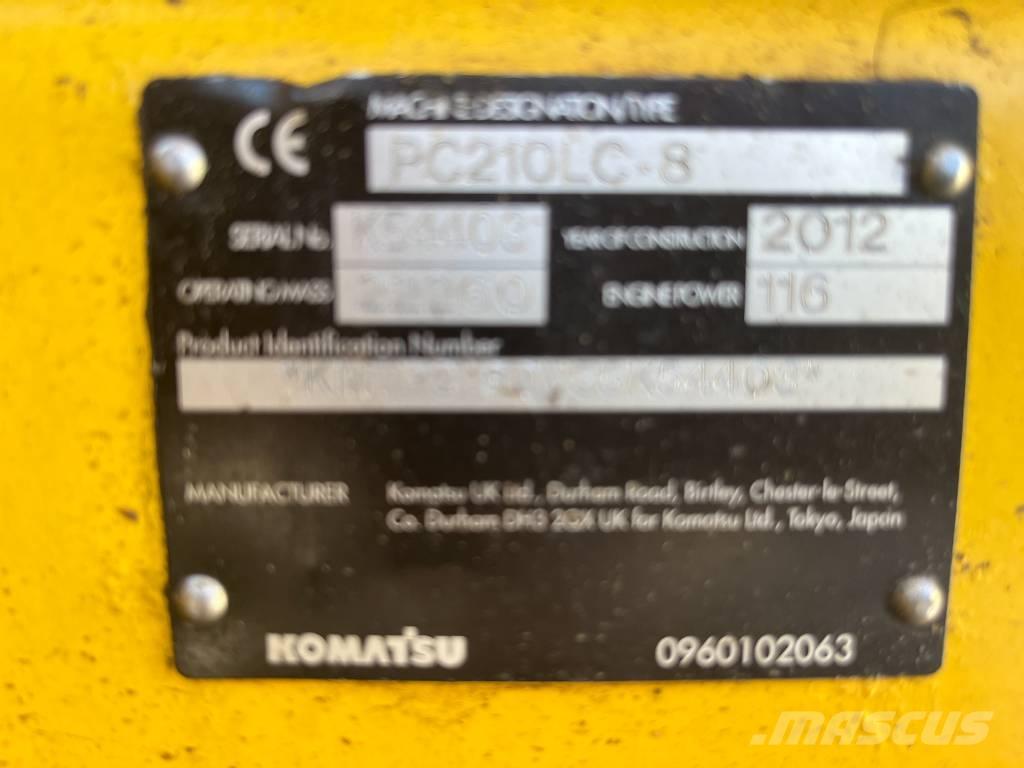 CE
MACHINE DESIGNATION/TYPE
PC210LC-8
SERIAL No. K54403 YEAR OF CONSTRUCTION 2012
OPERATING MASS ENGINE POWER 116
Product Identification Number
MANUFACTURER Komatsu UK Ltd., Durham Road, Birtley, Chester-le-Street,
Co. Durham DH3 2QX UK for Komatsu Ltd., Tokyo, Japan
KOMATSU 0960102063
MASCUS